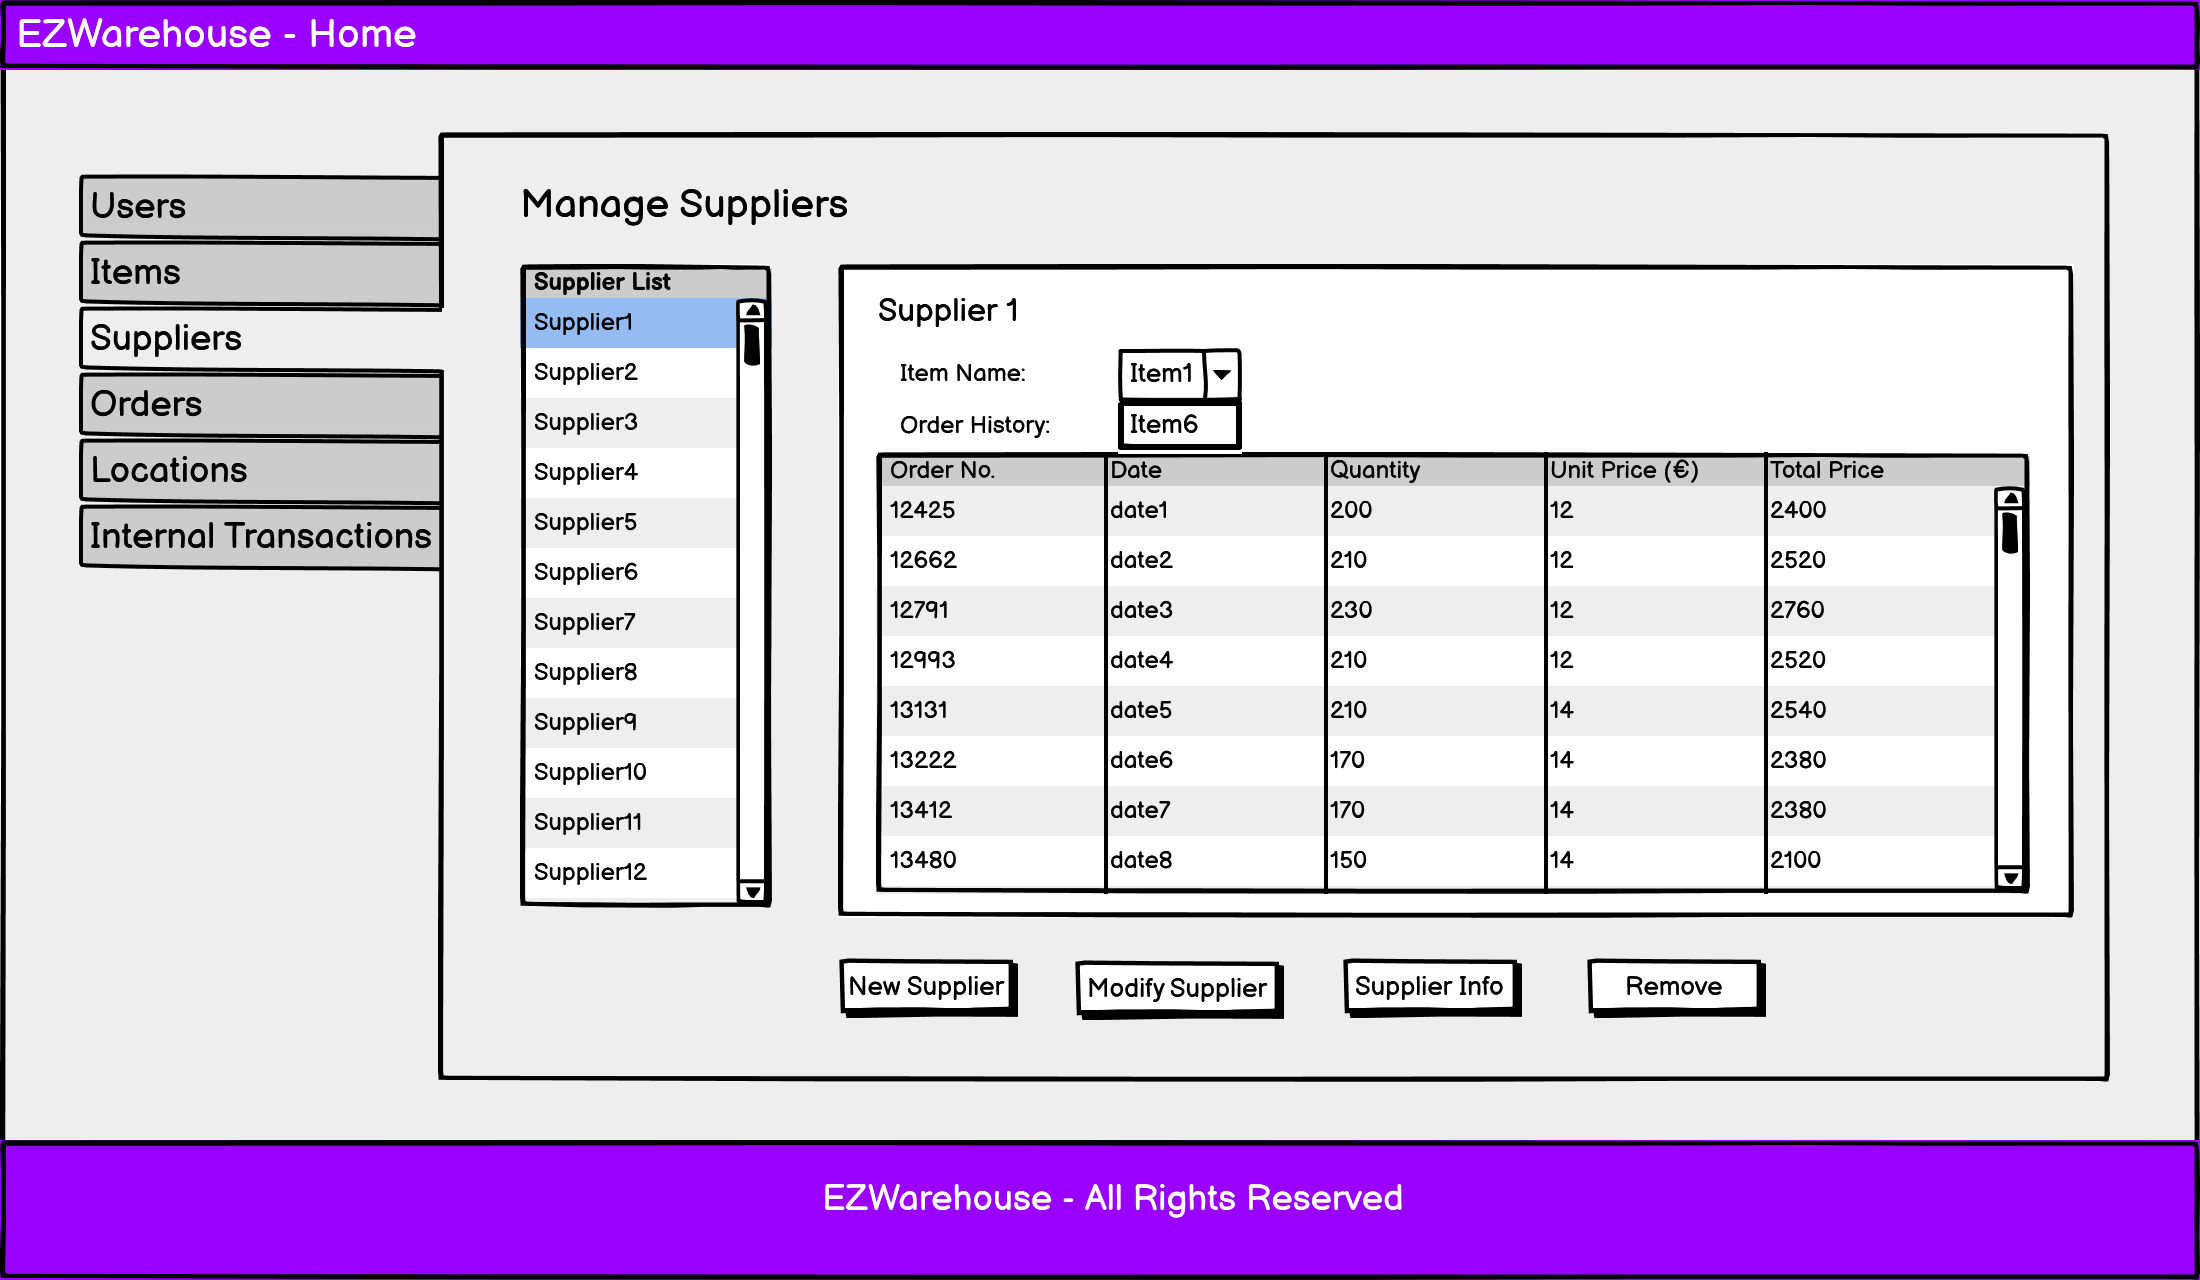 EZWarehouse - Home
Users
Items
Suppliers
Orders
Locations
Internal Transactions
Manage Suppliers
Supplier List
Supplier1
Supplier2
Supplier3
Supplier4
Supplier5
Supplier6
Supplier7
Supplier8
Supplier9
Supplier10
Supplier11
Supplier12
Supplier 1
Item Name: Item1
Order History: Item6
Order No. Date Quantity Unit Price (€) Total Price
12425 date1 200 12 2400
12662 date2 210 12 2520
12791 date3 230 12 2760
12993 date4 210 12 2520
13131 date5 210 14 2540
13222 date6 170 14 2380
13412 date7 170 14 2380
13480 date8 150 14 2100
New Supplier Modify Supplier Supplier Info Remove
EZWarehouse - All Rights Reserved